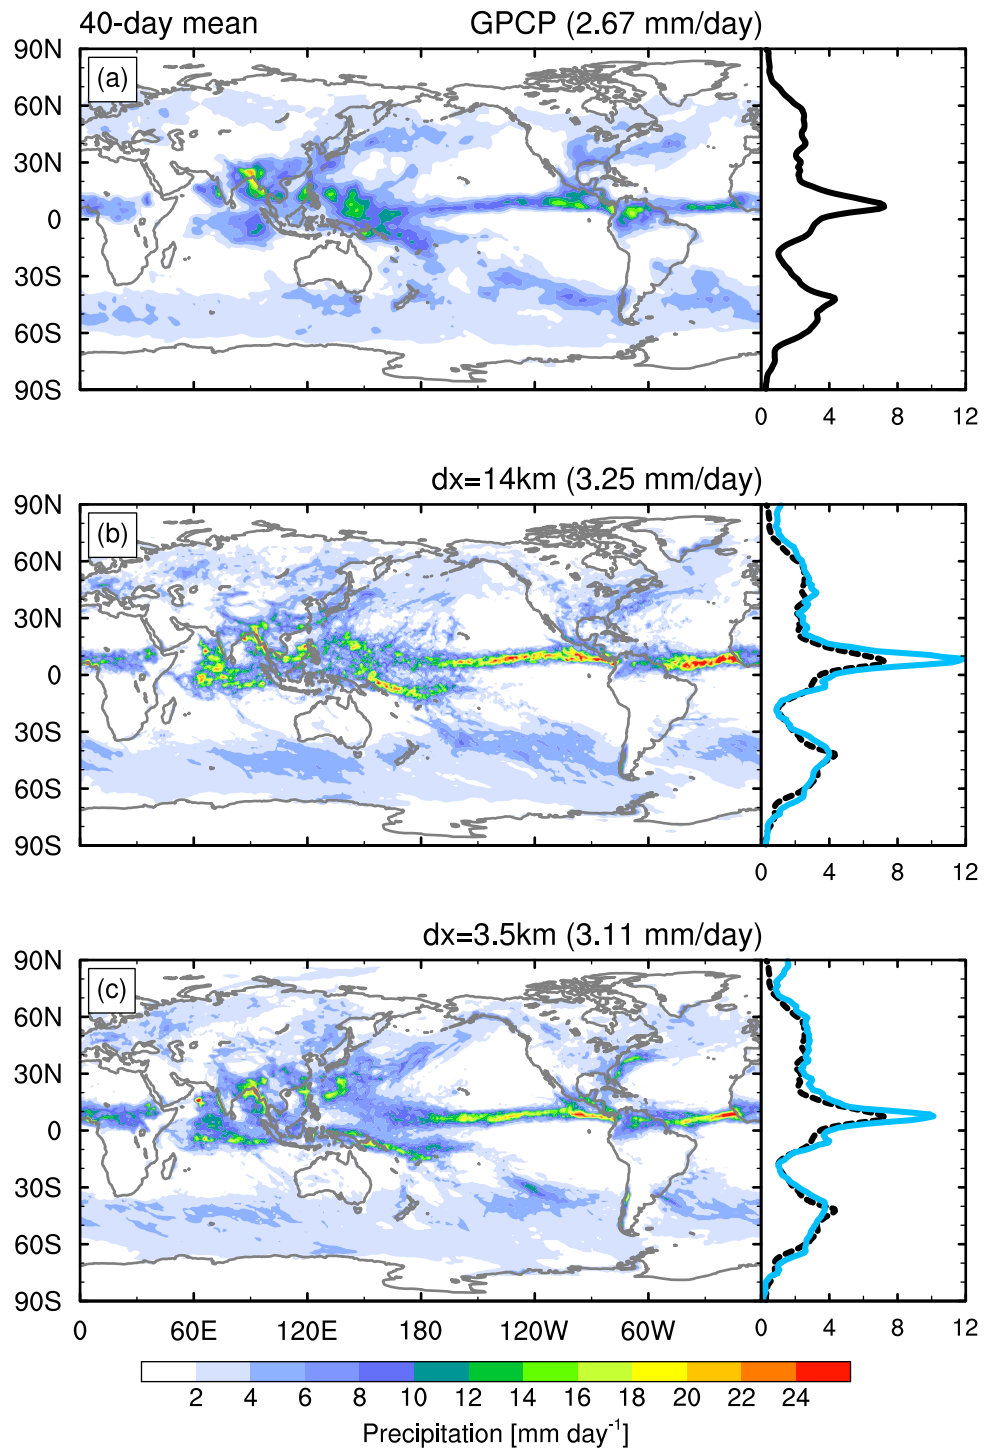 40-day mean GPCP (2.67 mm/day)
(a)
90N
60N
30N
0
30S
60S
90S
0 4 8 12
dx=14km (3.25 mm/day)
(b)
90N
60N
30N
0
30S
60S
90S
0 4 8 12
dx=3.5km (3.11 mm/day)
(c)
90N
60N
30N
0
30S
60S
90S
0 60E 120E 180 120W 60W 0 4 8 12
2 4 6 8 10 12 14 16 18 20 22 24
Precipitation [mm day⁻¹]